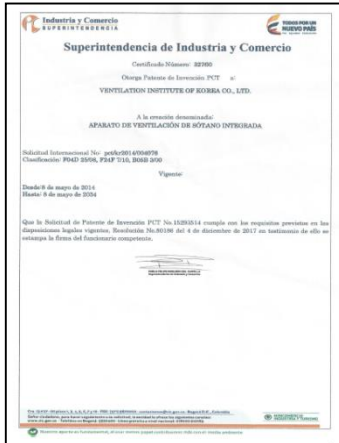 Industria y Comercio
SUPERINTENDENCIA
TODOS POR UN
NUEVO PAÍS
Superintendencia de Industria y Comercio
Certificado Número: 32360
Otorga Patente de Invención PCT a:
VENTILATION INSTITUTE OF KOREA CO., LTD.
A la creación denominada:
APARATO DE VENTILACIÓN DE SÓTANO INTEGRADA
Solicitud Internacional No: pct/kr2014/004078
Clasificación: F04D 25/08, F24F 7/10, B05B 3/00
Vigente:
Desde: 8 de mayo de 2014
Hasta: 8 de mayo de 2034
Que la Solicitud de Patente de Invención PCT No 15295514 cumple con los requisitos previstos en las
disposiciones legales vigentes, Resolución No.80186 del 4 de diciembre de 2017 en testimonio de ello se
estampa la firma del funcionario competente.